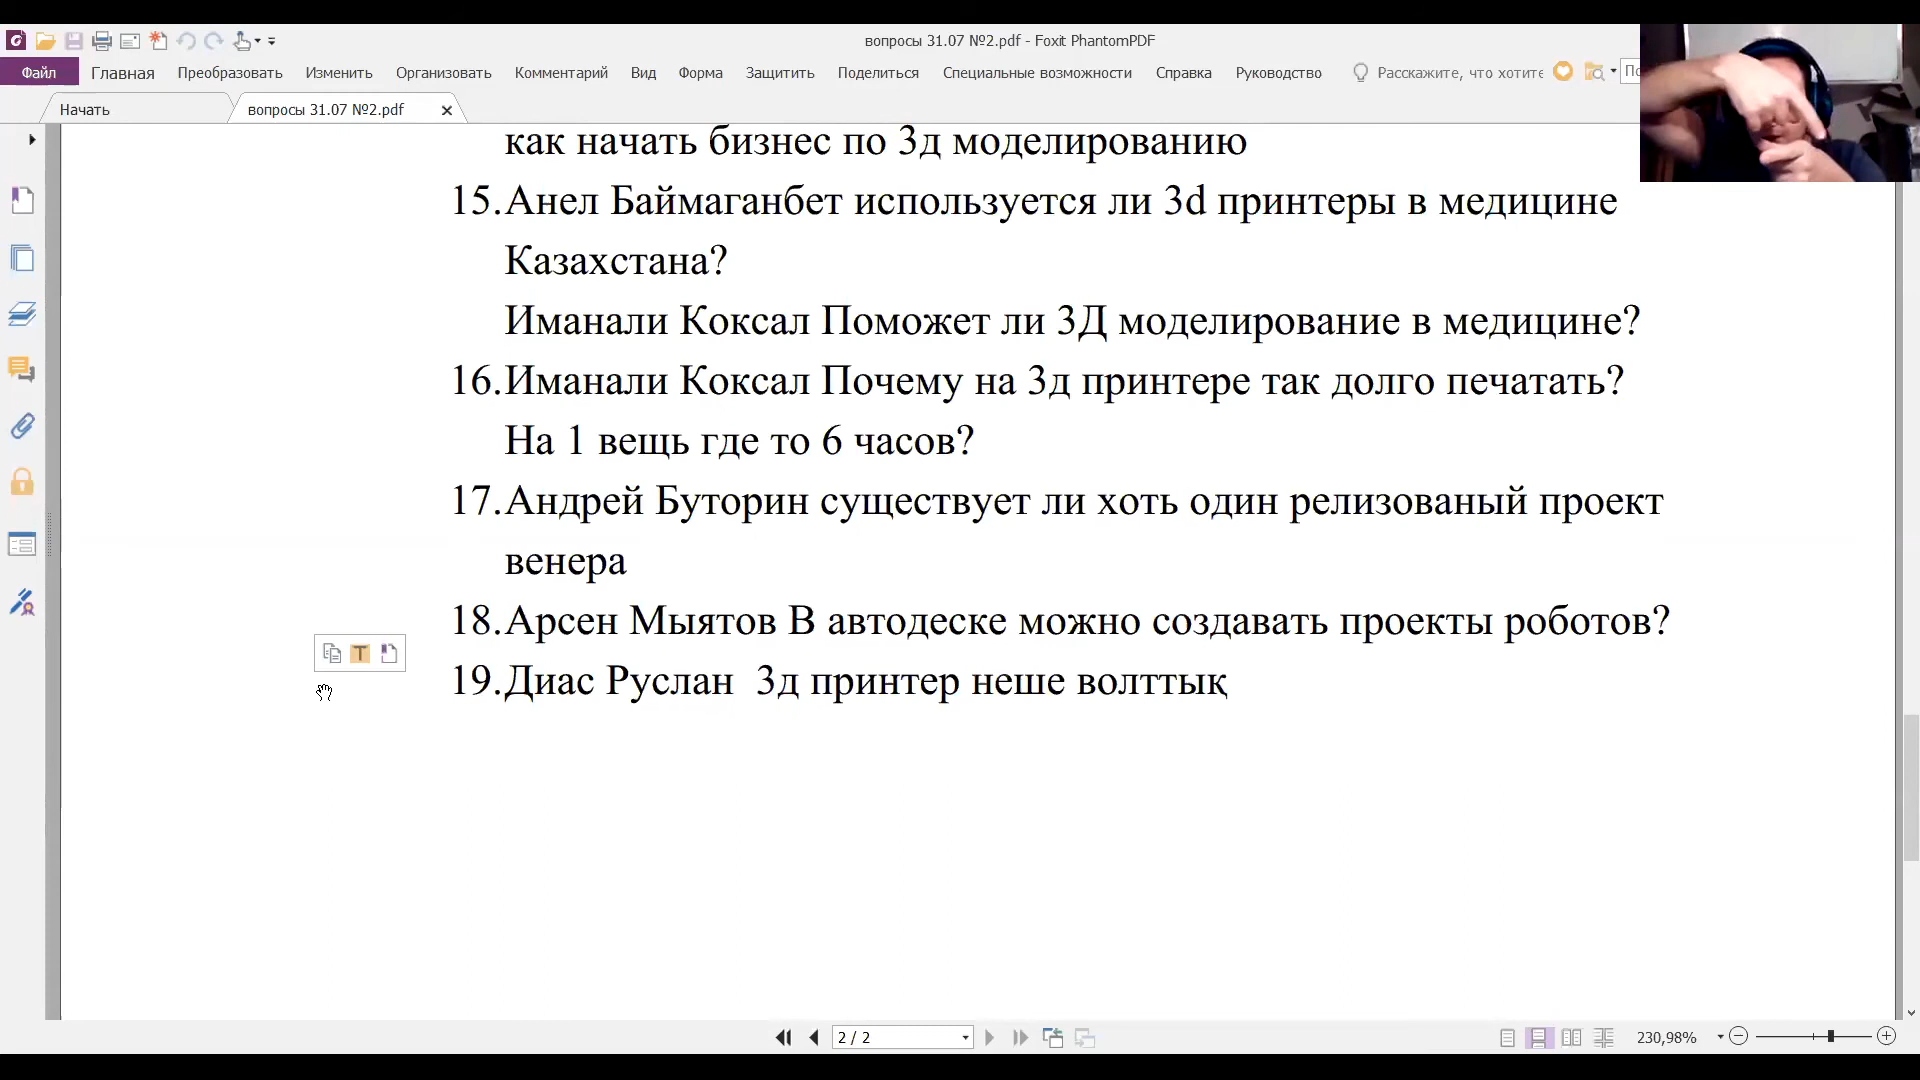 вопросы 31.07 №2.pdf - Foxit PhantomPDF
Файл Главная Преобразовать Изменить Организовать Комментарий Вид Форма Защитить Поделиться Специальные возможности Справка Руководство Расскажите, что хотите По
Начать вопросы 31.07 №2.pdf
как начать бизнес по 3д моделированию
15.Анел Баймаганбет используется ли 3d принтеры в медицине
Казахстана?
Иманали Коксал Поможет ли 3Д моделирование в медицине?
16.Иманали Коксал Почему на 3д принтере так долго печатать?
На 1 вещь где то 6 часов?
17.Андрей Буторин существует ли хоть один релизованый проект
венера
18.Арсен Мыятов В автодеске можно создавать проекты роботов?
19.Диас Руслан 3д принтер неше волттық
2 / 2 230,98%